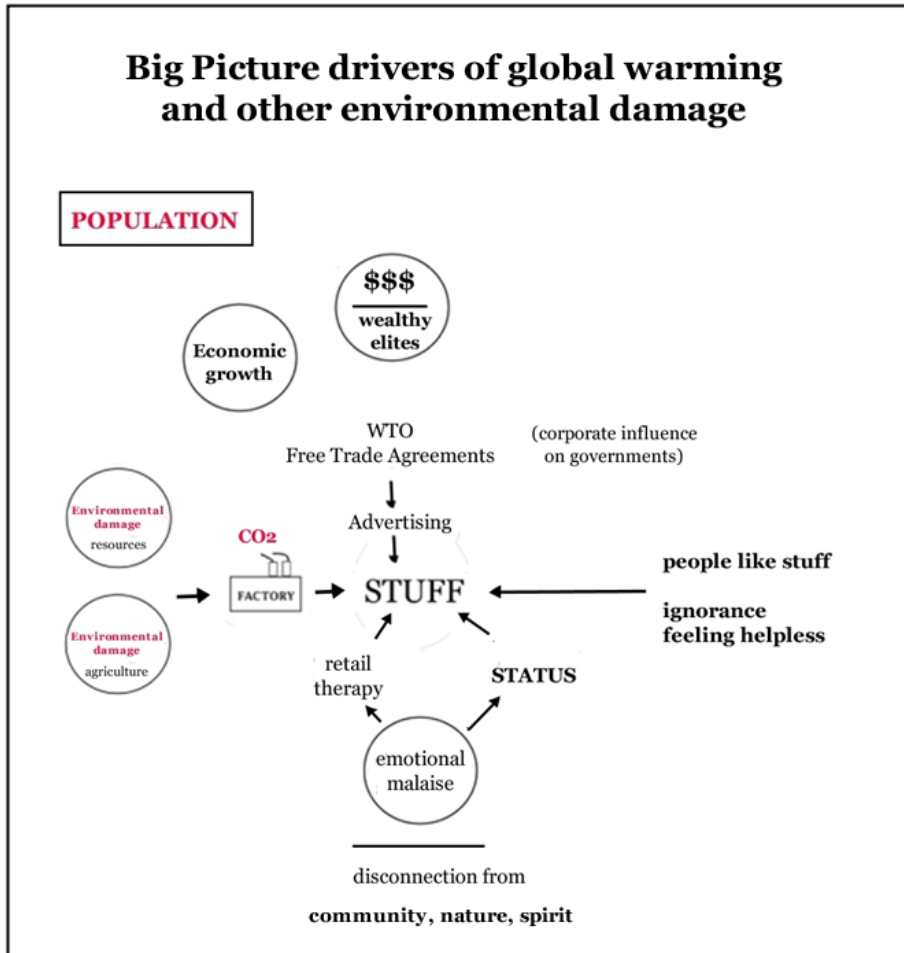 Big Picture drivers of global warming
and other environmental damage
POPULATION
$$$
wealthy
elites
Economic
growth
WTO
Free Trade Agreements
(corporate influence
on governments)
Environmental
damage
resources
Advertising
CO2
FACTORY
STUFF
people like stuff
ignorance
feeling helpless
Environmental
damage
agriculture
retail
therapy
STATUS
emotional
malaise
disconnection from
community, nature, spirit